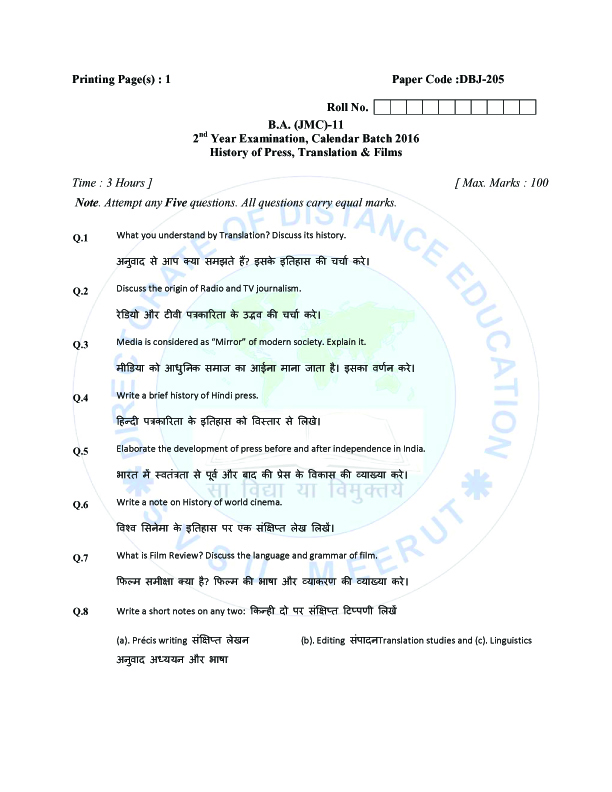 Printing Page(s) : 1 Paper Code :DBJ-205
Roll No.
B.A. (JMC)-11
2nd Year Examination, Calendar Batch 2016
History of Press, Translation & Films
Time : 3 Hours ] [ Max. Marks : 100
Note. Attempt any Five questions. All questions carry equal marks.
Q.1 What you understand by Translation? Discuss its history.
अनुवाद से आप क्या समझते हैं? इसके इतिहास की चर्चा करे।
Q.2 Discuss the origin of Radio and TV journalism.
रेडियो और टीवी पत्रकारिता के उद्भव की चर्चा करे।
Q.3 Media is considered as “Mirror” of modern society. Explain it.
मीडिया को आधुनिक समाज का आईना माना जाता है। इसका वर्णन करे।
Q.4 Write a brief history of Hindi press.
हिन्दी पत्रकारिता के इतिहास को विस्तार से लिखे।
Q.5 Elaborate the development of press before and after independence in India.
भारत में स्वतंत्रता से पूर्व और बाद की प्रेस के विकास की व्याख्या करे।
Q.6 Write a note on History of world cinema.
विश्व सिनेमा के इतिहास पर एक संक्षिप्त लेख लिखें।
Q.7 What is Film Review? Discuss the language and grammar of film.
फिल्म समीक्षा क्या है? फिल्म की भाषा और व्याकरण की व्याख्या करे।
Q.8 Write a short notes on any two: किन्ही दो पर संक्षिप्त टिप्पणी लिखें
(a). Précis writing संक्षिप्त लेखन (b). Editing संपादनTranslation studies and (c). Linguistics
अनुवाद अध्ययन और भाषा
DIRECTORATE OF DISTANCE EDUCATION
सा विद्या या विमुक्तये
S V S U MEERUT